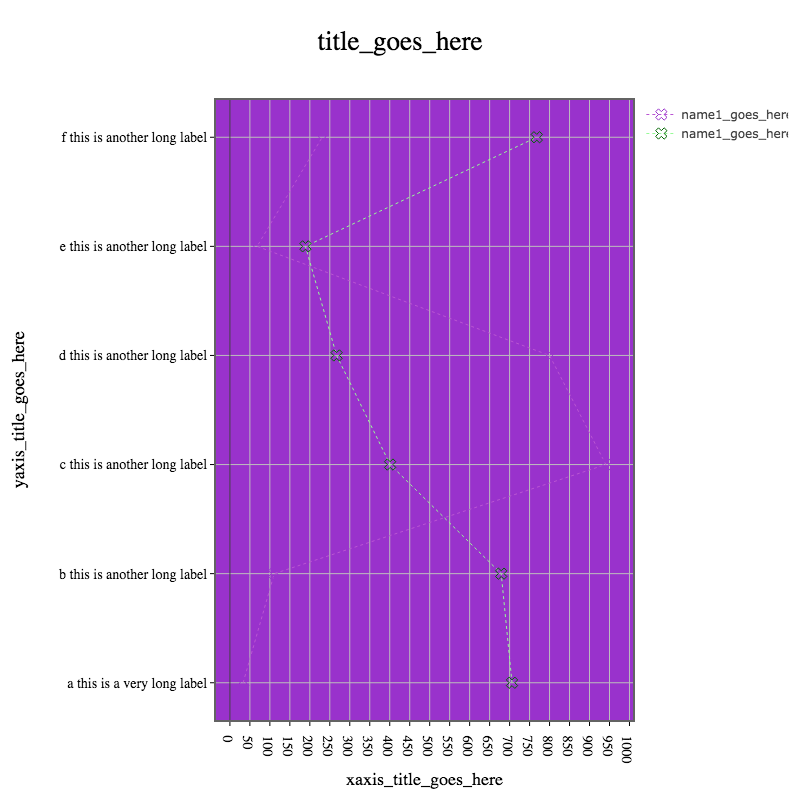 title_goes_here
name1_goes_here
name1_goes_here
f this is another long label
e this is another long label
d this is another long label
c this is another long label
b this is another long label
a this is a very long label
yaxis_title_goes_here
0 50 100 150 200 250 300 350 400 450 500 550 600 650 700 750 800 850 900 950 1000
xaxis_title_goes_here